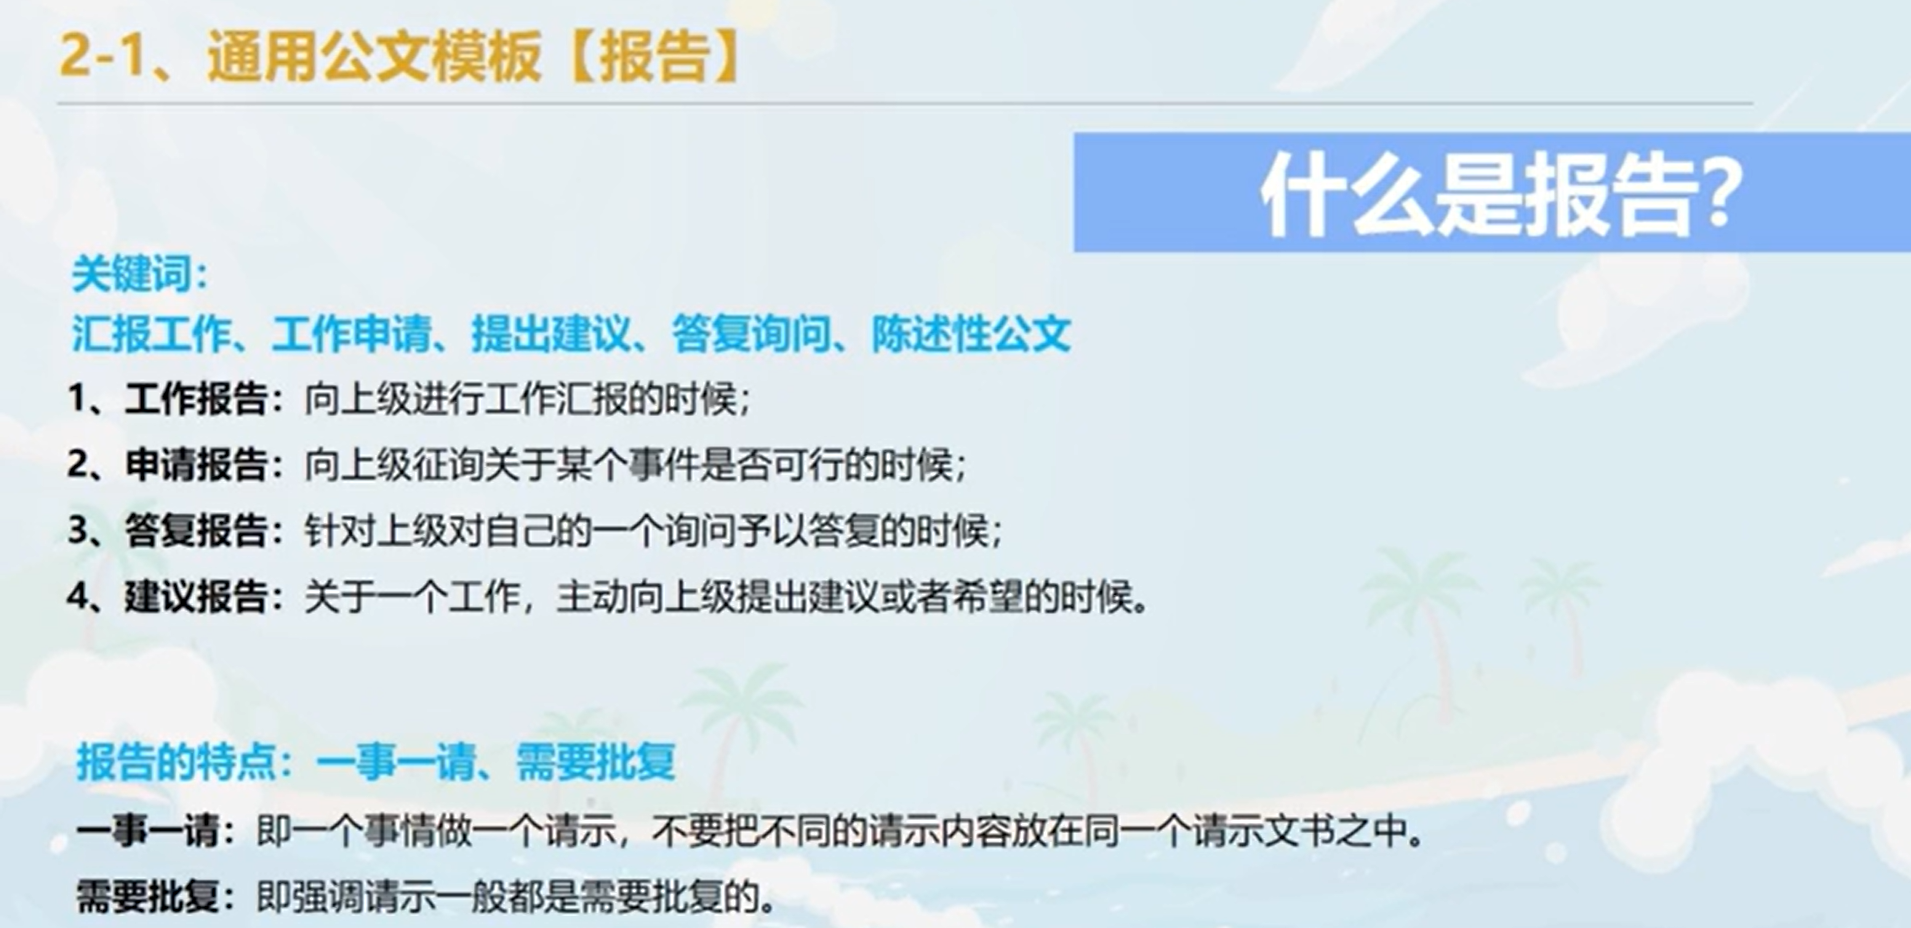 2-1、通用公文模板【报告】
什么是报告?
关键词：
汇报工作、工作申请、提出建议、答复询问、陈述性公文
1、工作报告：向上级进行工作汇报的时候；
2、申请报告：向上级征询关于某个事件是否可行的时候；
3、答复报告：针对上级对自己的一个询问予以答复的时候；
4、建议报告：关于一个工作，主动向上级提出建议或者希望的时候。
报告的特点：一事一请、需要批复
一事一请：即一个事情做一个请示，不要把不同的请示内容放在同一个请示文书之中。
需要批复：即强调请示一般都是需要批复的。